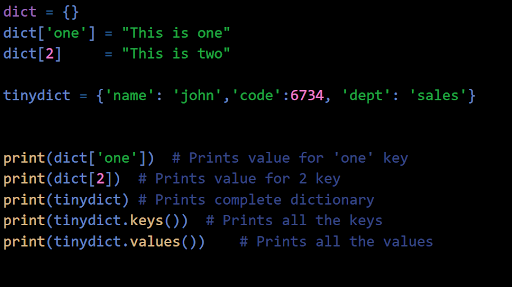 dict = {}
dict['one'] = "This is one"
dict[2]     = "This is two"
tinydict = {'name': 'john','code':6734, 'dept': 'sales'}
print(dict['one'])  # Prints value for 'one' key
print(dict[2])  # Prints value for 2 key
print(tinydict) # Prints complete dictionary
print(tinydict.keys())  # Prints all the keys
print(tinydict.values())    # Prints all the values